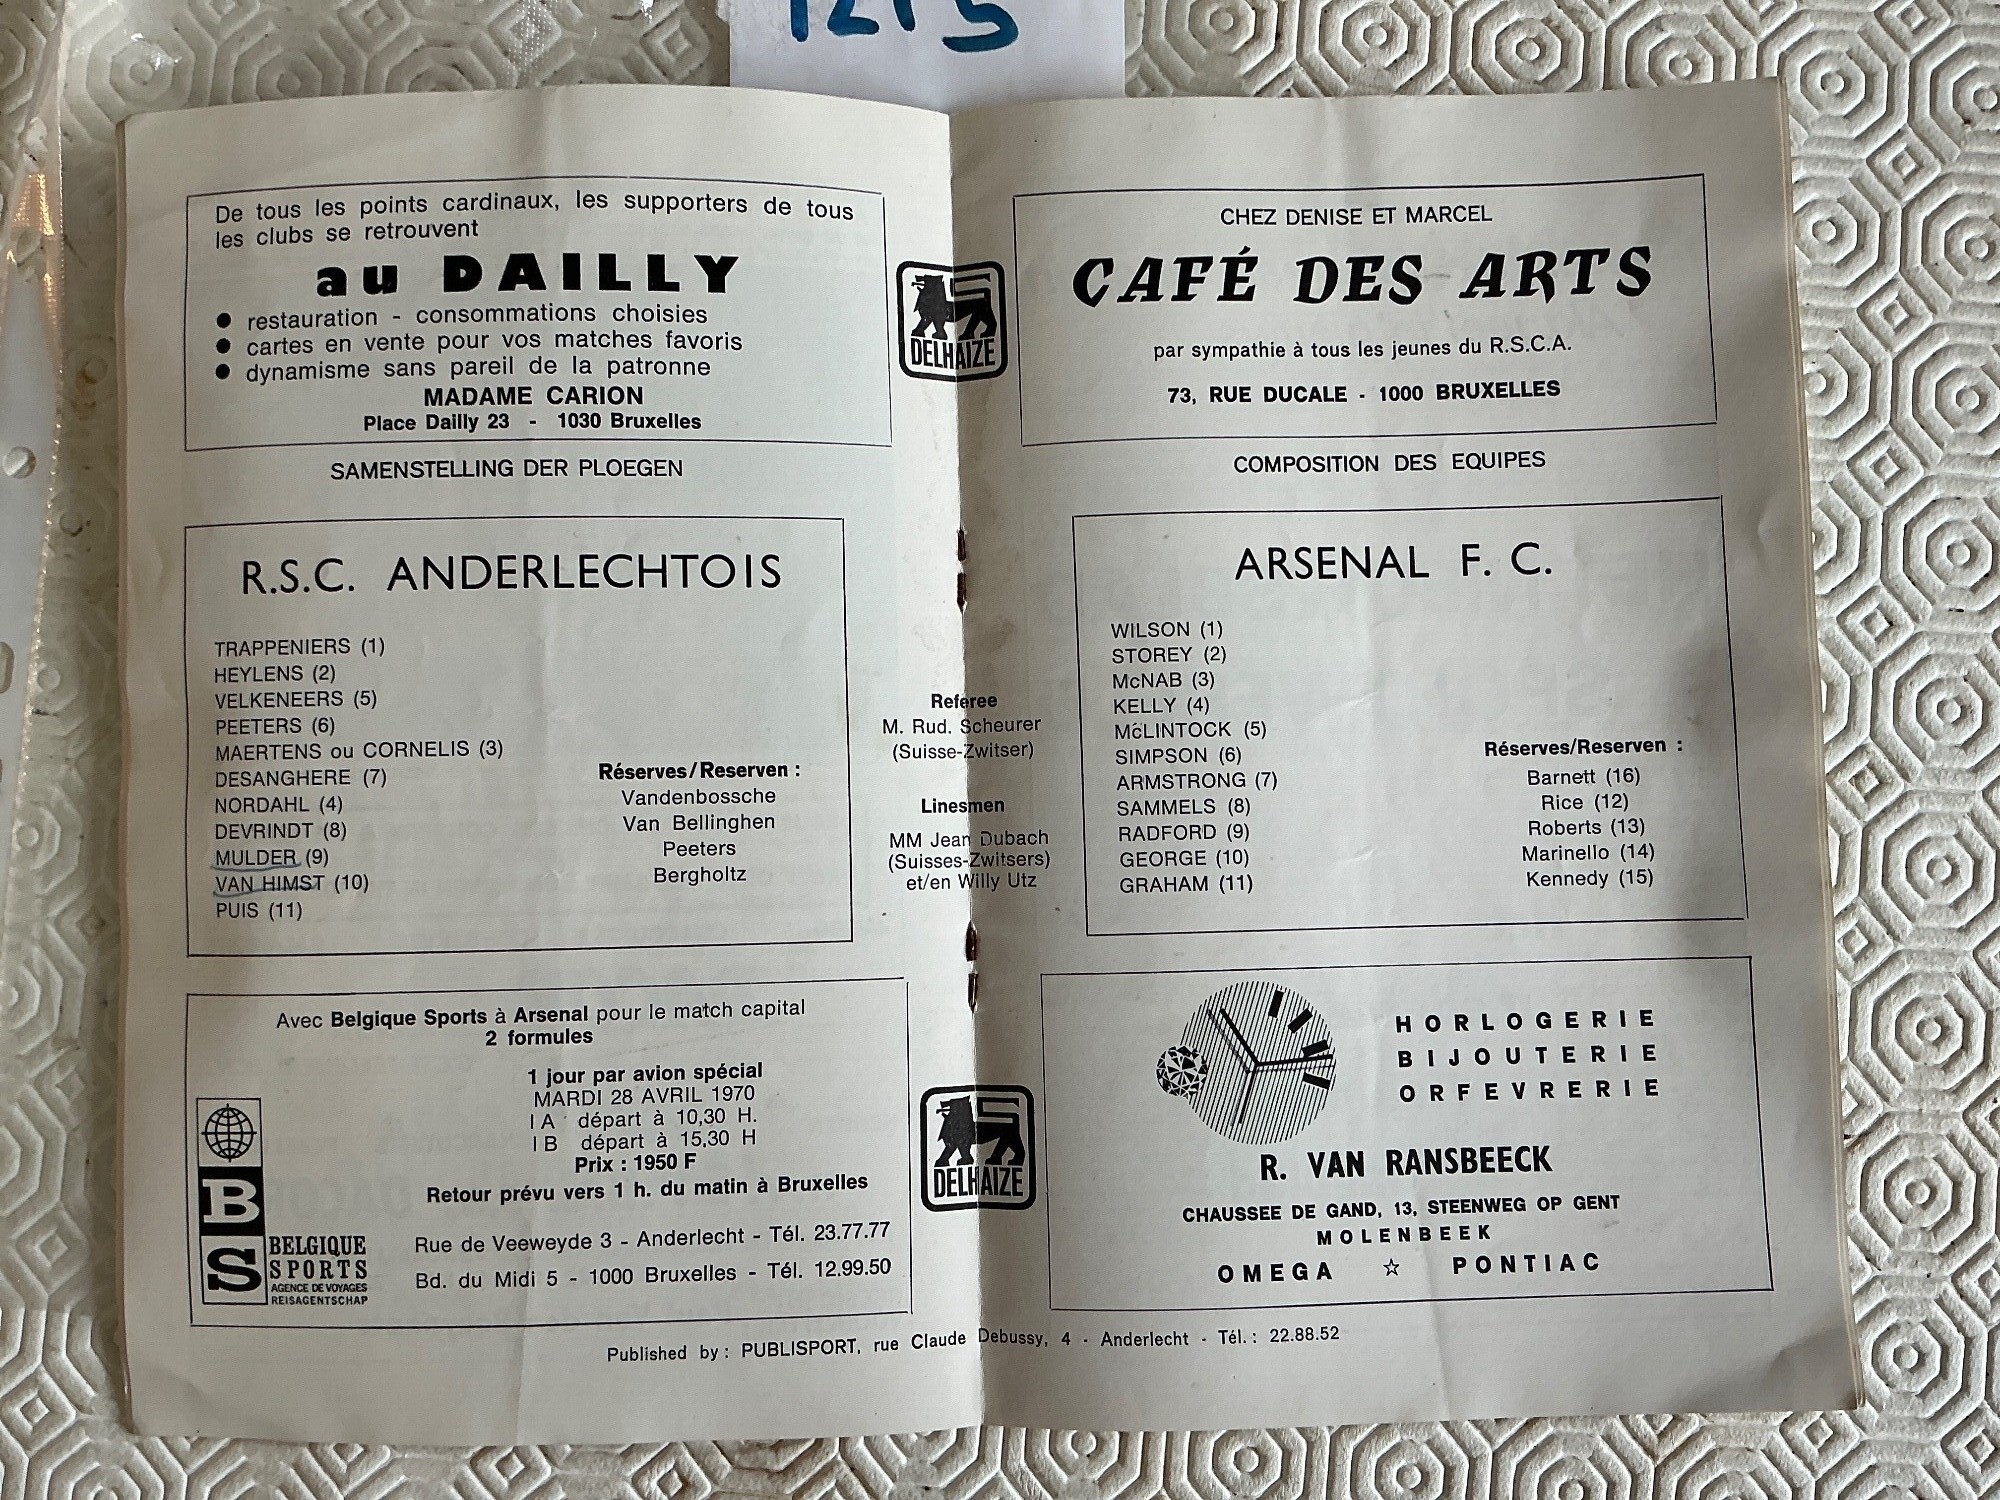 1215
De tous les points cardinaux, les supporters de tous
les clubs se retrouvent
au DAILLY
● restauration - consommations choisies
● cartes en vente pour vos matches favoris
● dynamisme sans pareil de la patronne
MADAME CARION
Place Dailly 23 - 1030 Bruxelles
SAMENSTELLING DER PLOEGEN
R.S.C. ANDERLECHTOIS
TRAPPENIERS (1)
HEYLENS (2)
VELKENEERS (5)
PEETERS (6)
MAERTENS ou CORNELIS (3)
DESANGHERE (7)
NORDAHL (4)
DEVRINDT (8)
MULDER (9)
VAN HIMST (10)
PUIS (11)
Réserves/Reserven :
Vandenbossche
Van Bellinghen
Peeters
Bergholtz
Avec Belgique Sports à Arsenal pour le match capital
2 formules
1 jour par avion spécial
MARDI 28 AVRIL 1970
I A départ à 10,30 H.
I B départ à 15,30 H
Prix : 1950 F
Retour prévu vers 1 h. du matin à Bruxelles
BS
BELGIQUE
SPORTS
AGENCE DE VOYAGES
REISAGENTSCHAP
Rue de Veeweyde 3 - Anderlecht - Tél. 23.77.77
Bd. du Midi 5 - 1000 Bruxelles - Tél. 12.99.50
DELHAIZE
Referee
M. Rud. Scheurer
(Suisse-Zwitser)
Linesmen
MM Jean Dubach
(Suisses-Zwitsers)
et/en Willy Utz
DELHAIZE
CHEZ DENISE ET MARCEL
CAFÉ DES ARTS
par sympathie à tous les jeunes du R.S.C.A.
73, RUE DUCALE - 1000 BRUXELLES
COMPOSITION DES EQUIPES
ARSENAL F. C.
WILSON (1)
STOREY (2)
McNAB (3)
KELLY (4)
McLINTOCK (5)
SIMPSON (6)
ARMSTRONG (7)
SAMMELS (8)
RADFORD (9)
GEORGE (10)
GRAHAM (11)
Réserves/Reserven :
Barnett (16)
Rice (12)
Roberts (13)
Marinello (14)
Kennedy (15)
HORLOGERIE
BIJOUTERIE
ORFEVRERIE
R. VAN RANSBEECK
CHAUSSEE DE GAND, 13, STEENWEG OP GENT
MOLENBEEK
OMEGA ☆ PONTIAC
Published by : PUBLISPORT, rue Claude Debussy, 4 - Anderlecht - Tél. : 22.88.52